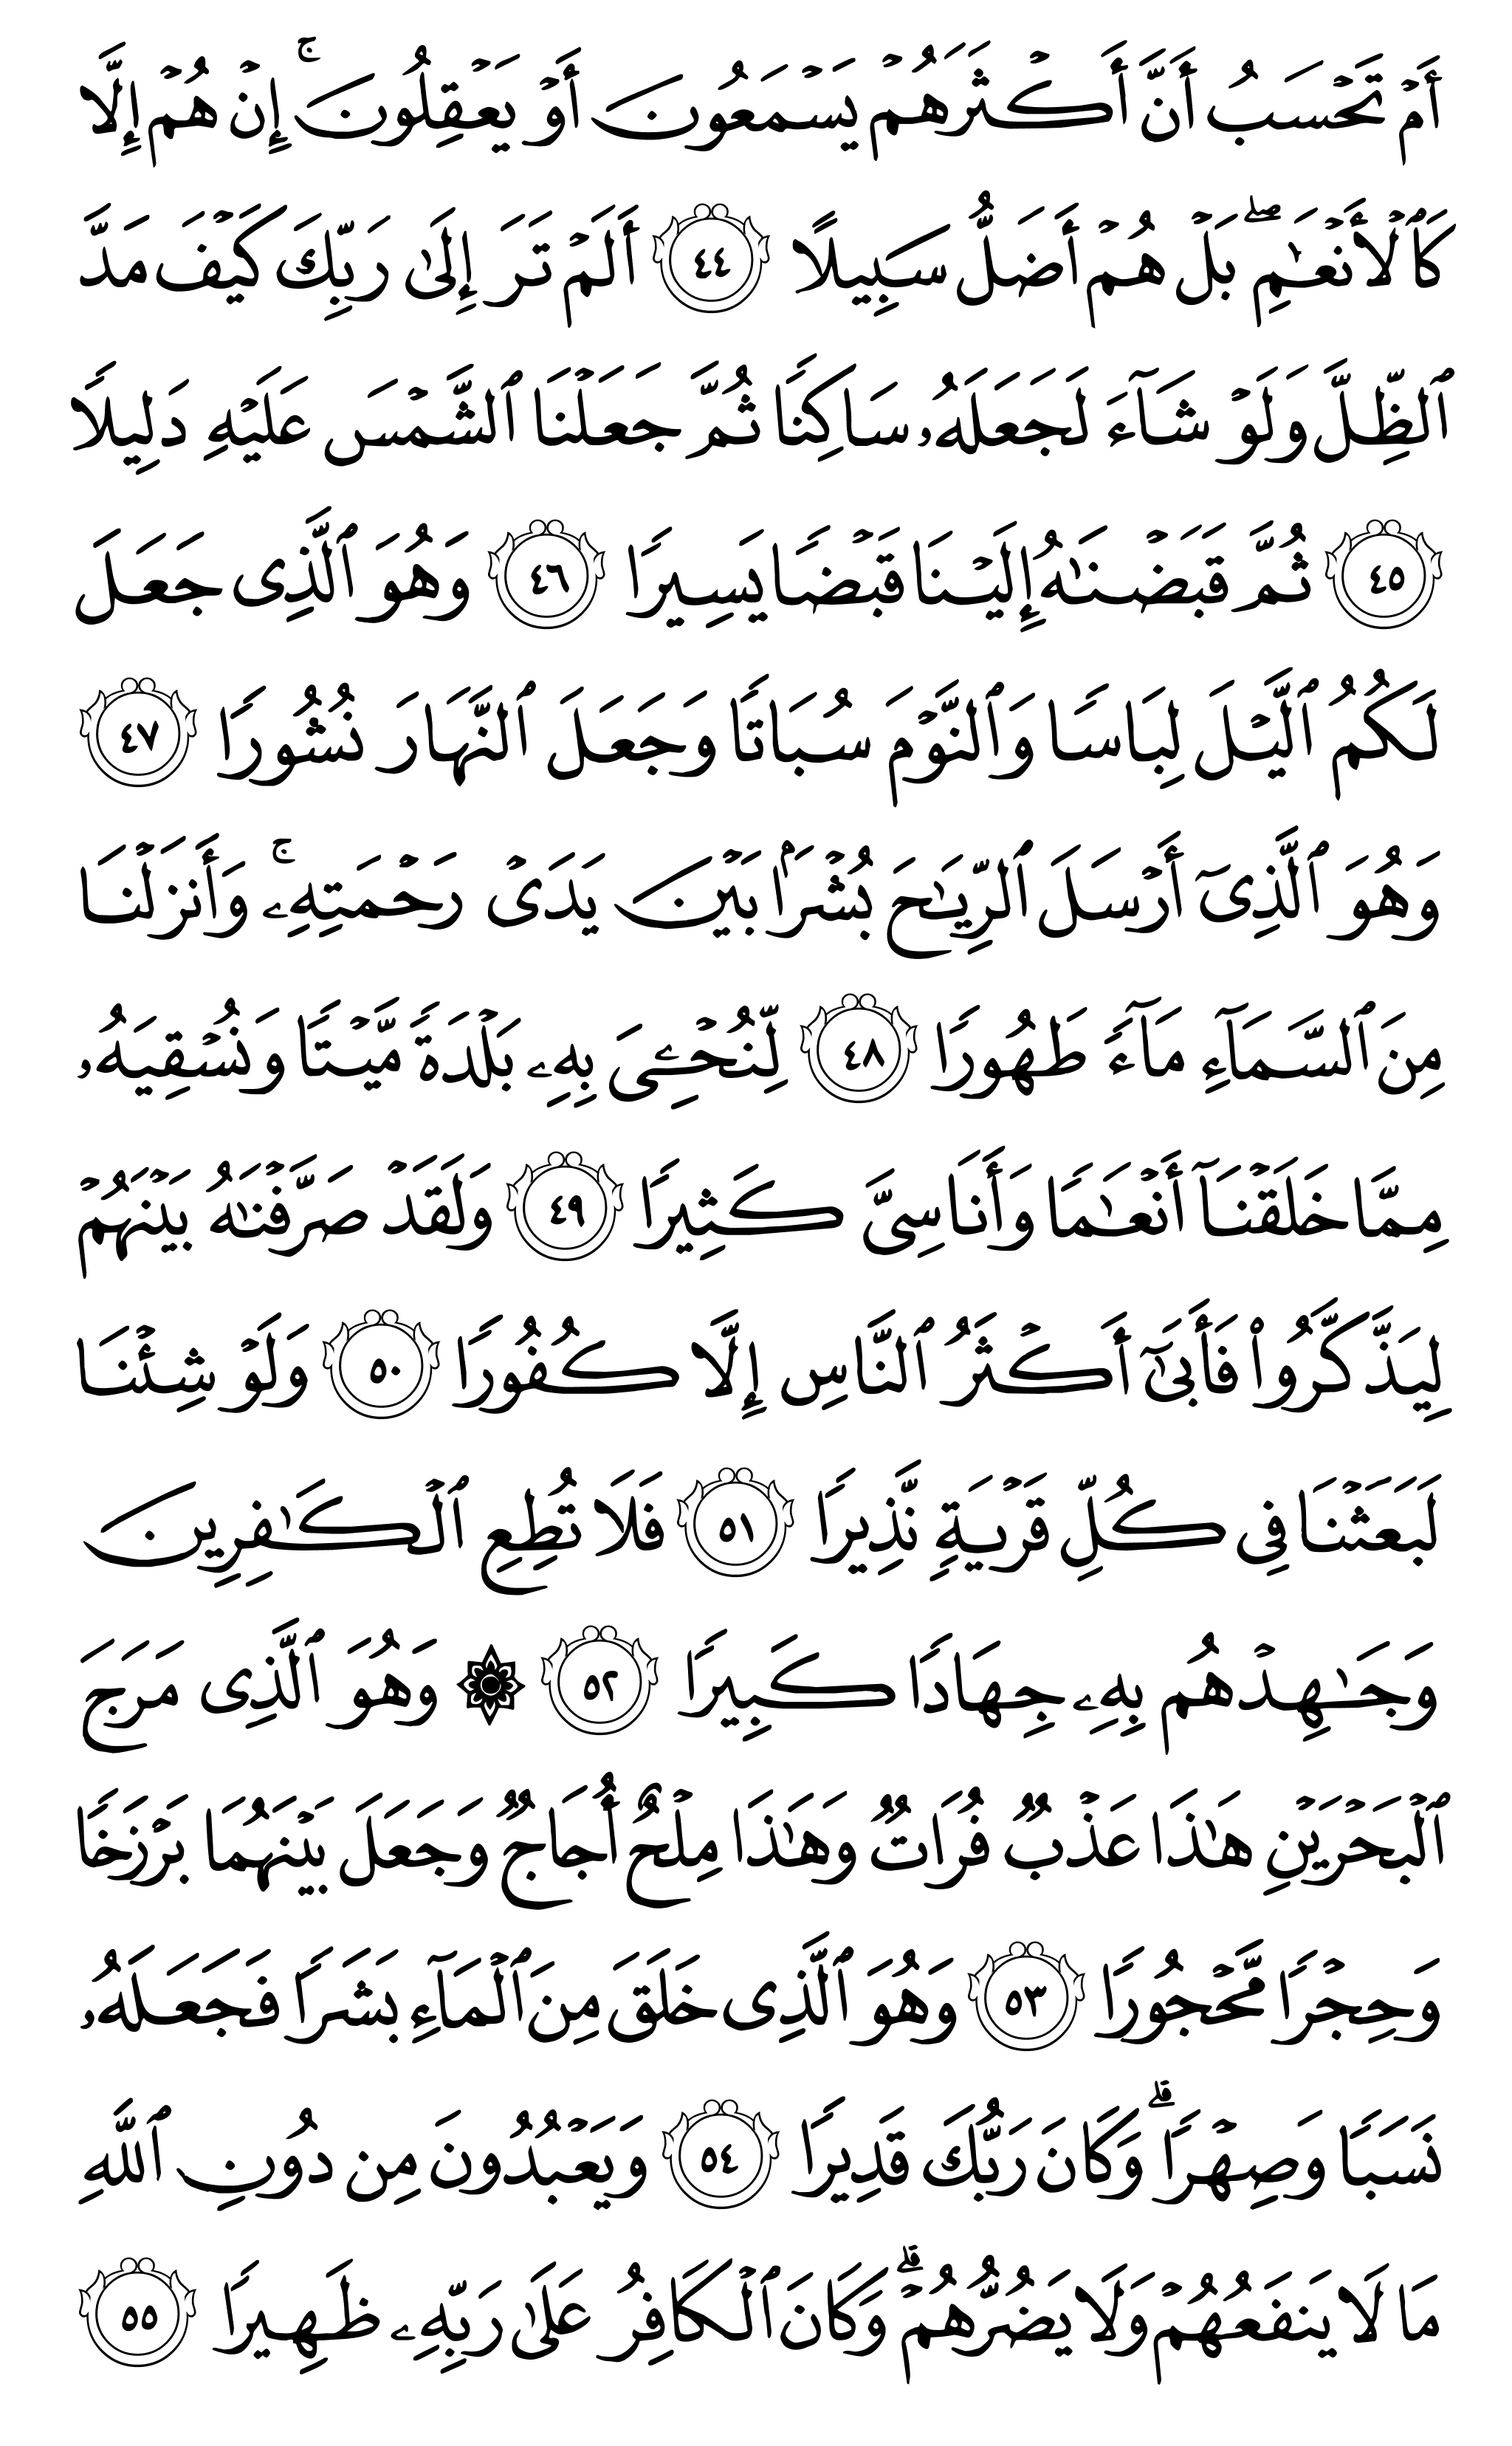 أَمْ تَحْسَبُ أَنَّ أَكْثَرَهُمْ يَسْمَعُونَ أَوْ يَعْقِلُونَ ۚ إِنْ هُمْ إِلَّا
كَٱلْأَنْعَـٰمِ ۖ بَلْ هُمْ أَضَلُّ سَبِيلًا ٤٤ أَلَمْ تَرَ إِلَىٰ رَبِّكَ كَيْفَ مَدَّ
ٱلظِّلَّ وَلَوْ شَآءَ لَجَعَلَهُۥ سَاكِنًا ثُمَّ جَعَلْنَا ٱلشَّمْسَ عَلَيْهِ دَلِيلًا
٤٥ ثُمَّ قَبَضْنَـٰهُ إِلَيْنَا قَبْضًا يَسِيرًا ٤٦ وَهُوَ ٱلَّذِى جَعَلَ
لَكُمُ ٱلَّيْلَ لِبَاسًا وَٱلنَّوْمَ سُبَاتًا وَجَعَلَ ٱلنَّهَارَ نُشُورًا ٤٧
وَهُوَ ٱلَّذِىٓ أَرْسَلَ ٱلرِّيَـٰحَ بُشْرًۢا بَيْنَ يَدَىْ رَحْمَتِهِۦ ۚ وَأَنزَلْنَا
مِنَ ٱلسَّمَآءِ مَآءً طَهُورًا ٤٨ لِّنُحْـِۧىَ بِهِۦ بَلْدَةً مَّيْتًا وَنُسْقِيَهُۥ
مِمَّا خَلَقْنَآ أَنْعَـٰمًا وَأَنَاسِىَّ كَثِيرًا ٤٩ وَلَقَدْ صَرَّفْنَـٰهُ بَيْنَهُمْ
لِيَذَّكَّرُوا۟ فَأَبَىٰٓ أَكْثَرُ ٱلنَّاسِ إِلَّا كُفُورًا ٥٠ وَلَوْ شِئْنَا
لَبَعَثْنَا فِى كُلِّ قَرْيَةٍ نَّذِيرًا ٥١ فَلَا تُطِعِ ٱلْكَـٰفِرِينَ
وَجَـٰهِدْهُم بِهِۦ جِهَادًا كَبِيرًا ٥٢ ۞ وَهُوَ ٱلَّذِى مَرَجَ
ٱلْبَحْرَيْنِ هَـٰذَا عَذْبٌ فُرَاتٌ وَهَـٰذَا مِلْحٌ أُجَاجٌ وَجَعَلَ بَيْنَهُمَا بَرْزَخًا
وَحِجْرًا مَّحْجُورًا ٥٣ وَهُوَ ٱلَّذِى خَلَقَ مِنَ ٱلْمَآءِ بَشَرًا فَجَعَلَهُۥ
نَسَبًا وَصِهْرًا ۗ وَكَانَ رَبُّكَ قَدِيرًا ٥٤ وَيَعْبُدُونَ مِن دُونِ ٱللَّهِ
مَا لَا يَنفَعُهُمْ وَلَا يَضُرُّهُمْ ۗ وَكَانَ ٱلْكَافِرُ عَلَىٰ رَبِّهِۦ ظَهِيرًا ٥٥